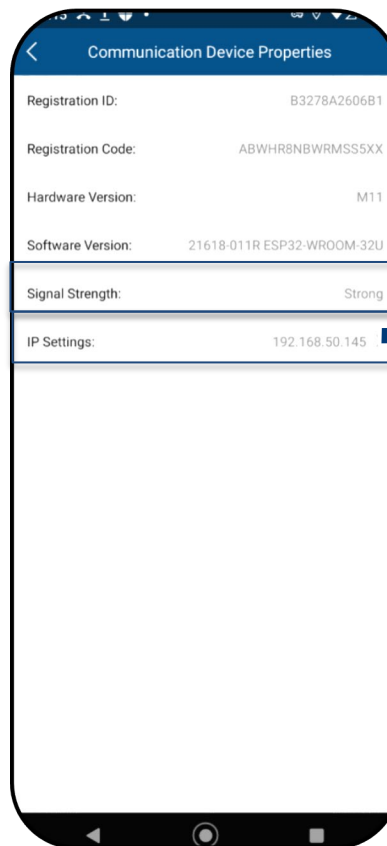 Communication Device Properties
Registration ID: B3278A2606B1
Registration Code: ABWHR8NBWRMSS5XX
Hardware Version: M11
Software Version: 21618-011R ESP32-WROOM-32U
Signal Strength: Strong
IP Settings: 192.168.50.145